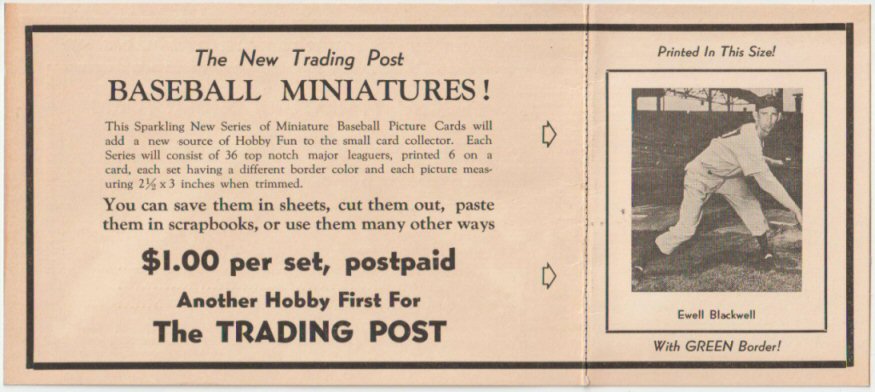 The New Trading Post
BASEBALL MINIATURES!
This Sparkling New Series of Miniature Baseball Picture Cards will
add a new source of Hobby Fun to the small card collector. Each
Series will consist of 36 top notch major leaguers, printed 6 on a
card, each set having a different border color and each picture meas-
uring 2½ x 3 inches when trimmed.
You can save them in sheets, cut them out, paste
them in scrapbooks, or use them many other ways
$1.00 per set, postpaid
Another Hobby First For
The TRADING POST
Printed In This Size!
Ewell Blackwell
With GREEN Border!